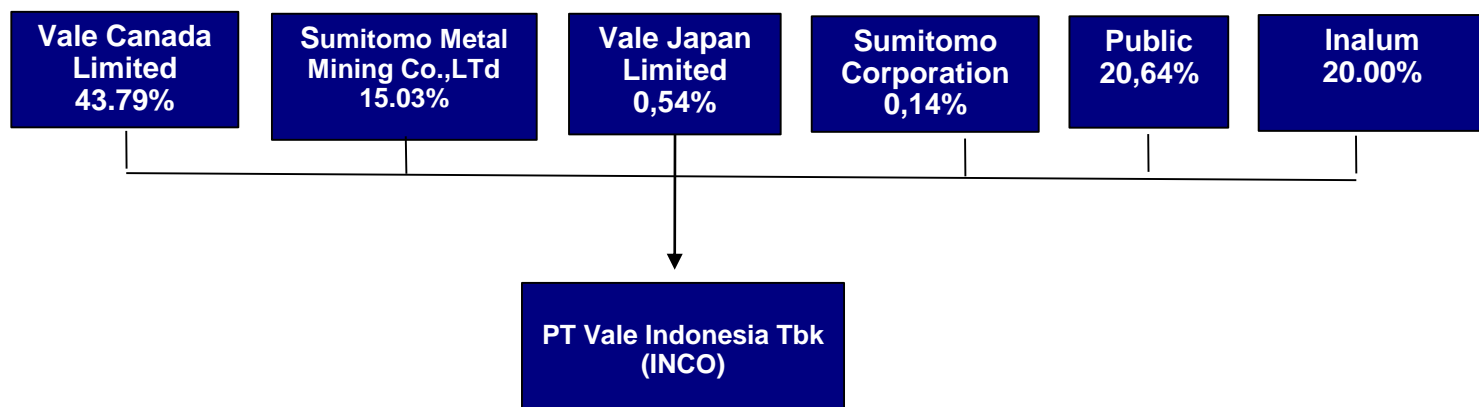 Vale Canada
Limited
43.79%
Sumitomo Metal
Mining Co.,LTd
15.03%
Vale Japan
Limited
0,54%
Sumitomo
Corporation
0,14%
Public
20,64%
Inalum
20.00%
PT Vale Indonesia Tbk
(INCO)